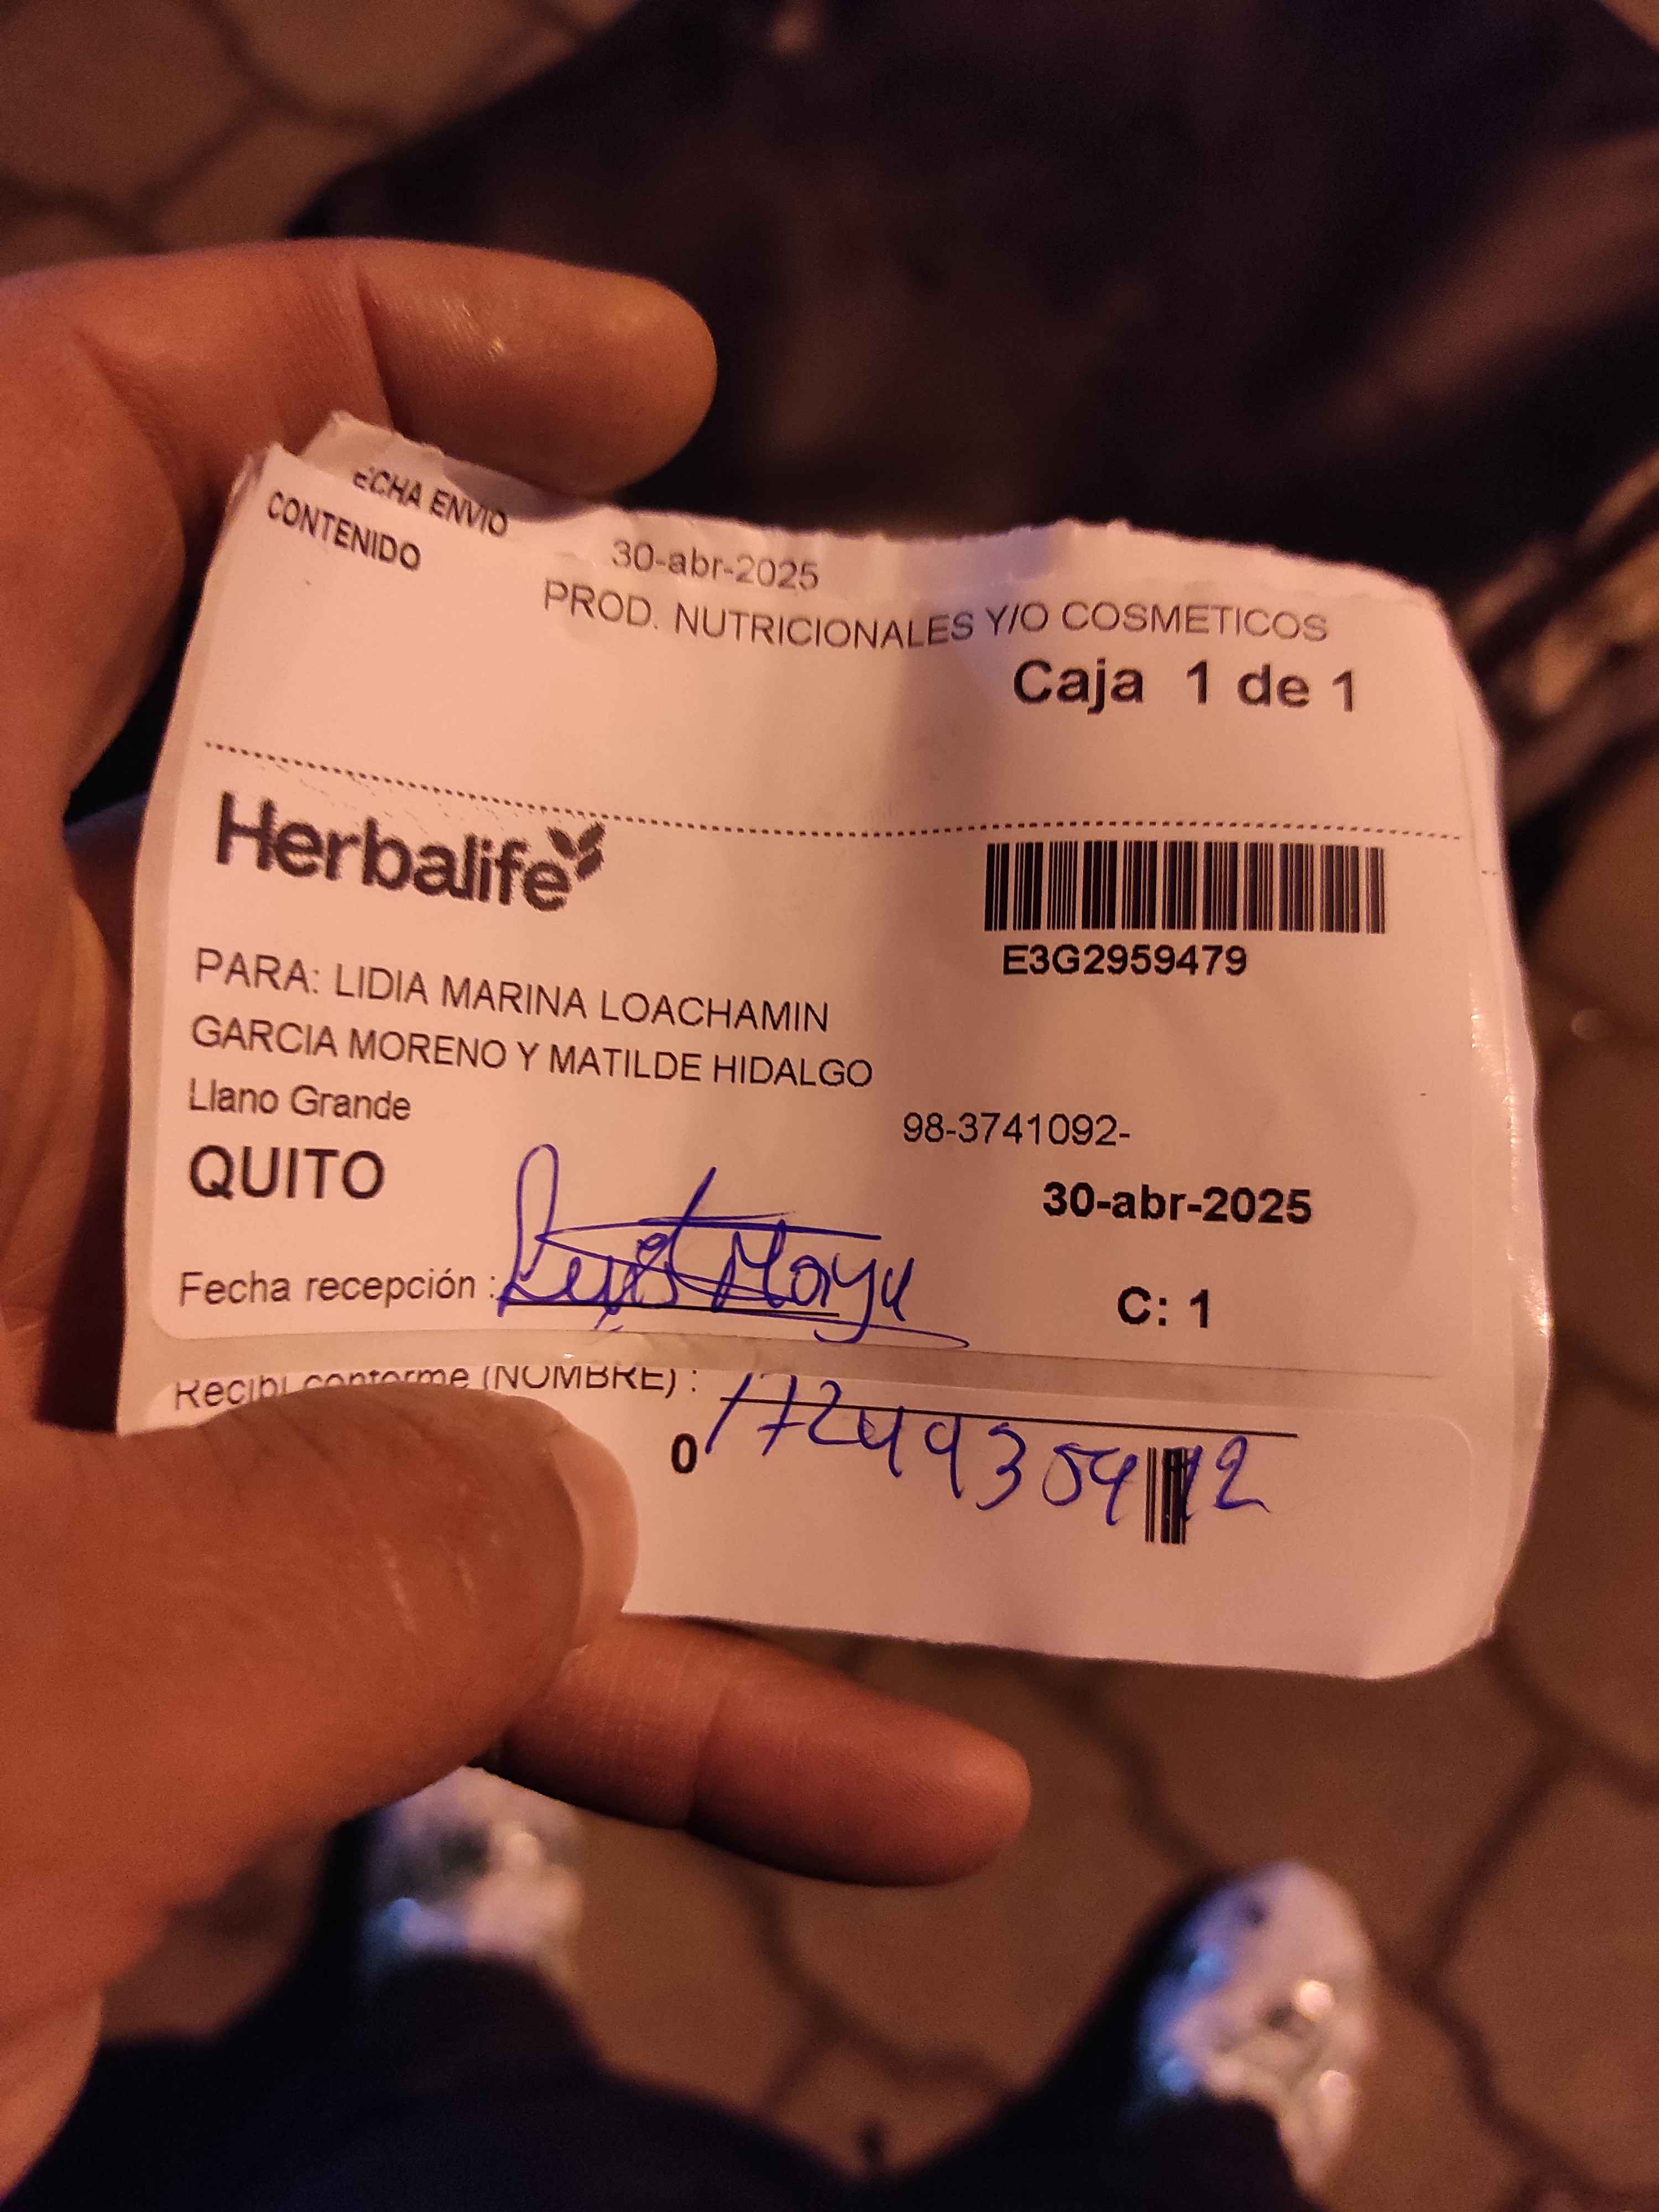 FECHA ENVIO 30-abr-2025
CONTENIDO PROD. NUTRICIONALES Y/O COSMETICOS
Caja 1 de 1
Herbalife
E3G2959479
PARA: LIDIA MARINA LOACHAMIN
GARCIA MORENO Y MATILDE HIDALGO
Llano Grande
98-3741092-
QUITO
30-abr-2025
Fecha recepción :
C: 1
Recibi conforme (NOMBRE) :
0